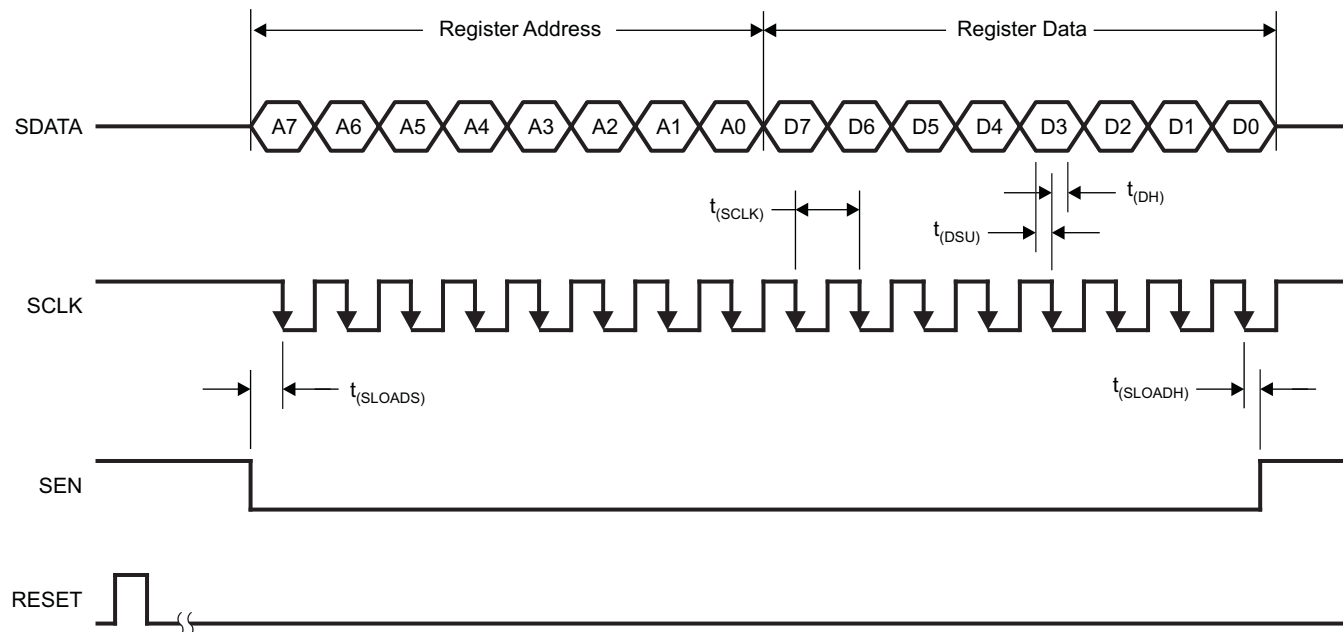 Register Address
Register Data
SDATA
A7 A6 A5 A4 A3 A2 A1 A0 D7 D6 D5 D4 D3 D2 D1 D0
t(SCLK)
t(DH)
t(DSU)
SCLK
t(SLOADS)
t(SLOADH)
SEN
RESET